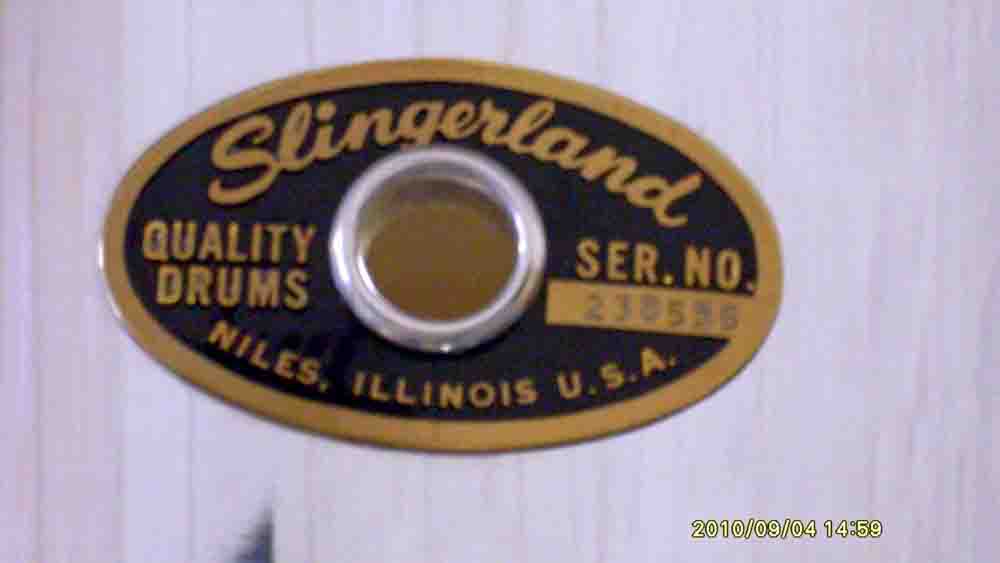 Slingerland
QUALITY
DRUMS
SER. NO.
NILES, ILLINOIS U.S.A.
2010/09/04 14:59